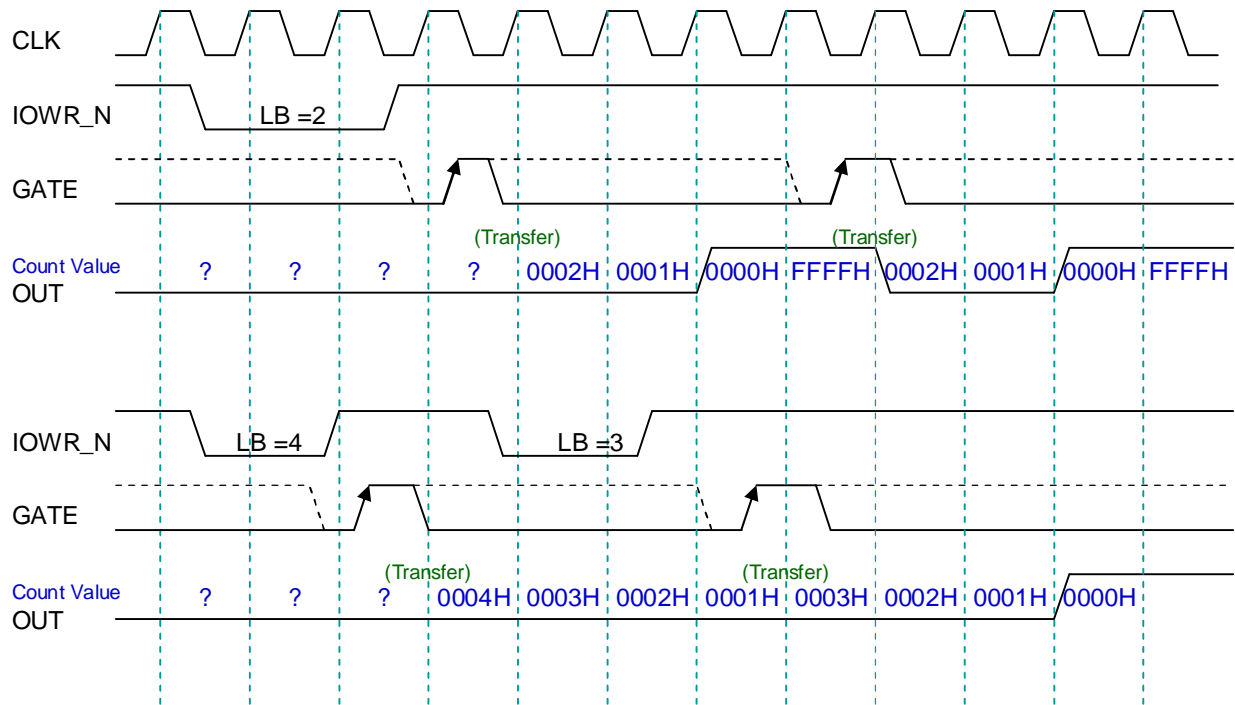 CLK
IOWR_N LB =2
GATE
(Transfer) (Transfer)
Count Value ? ? ? ? 0002H 0001H 0000H FFFFH 0002H 0001H 0000H FFFFH
OUT
IOWR_N LB =4 LB =3
GATE
(Transfer) (Transfer)
Count Value ? ? ? 0004H 0003H 0002H 0001H 0003H 0002H 0001H 0000H
OUT